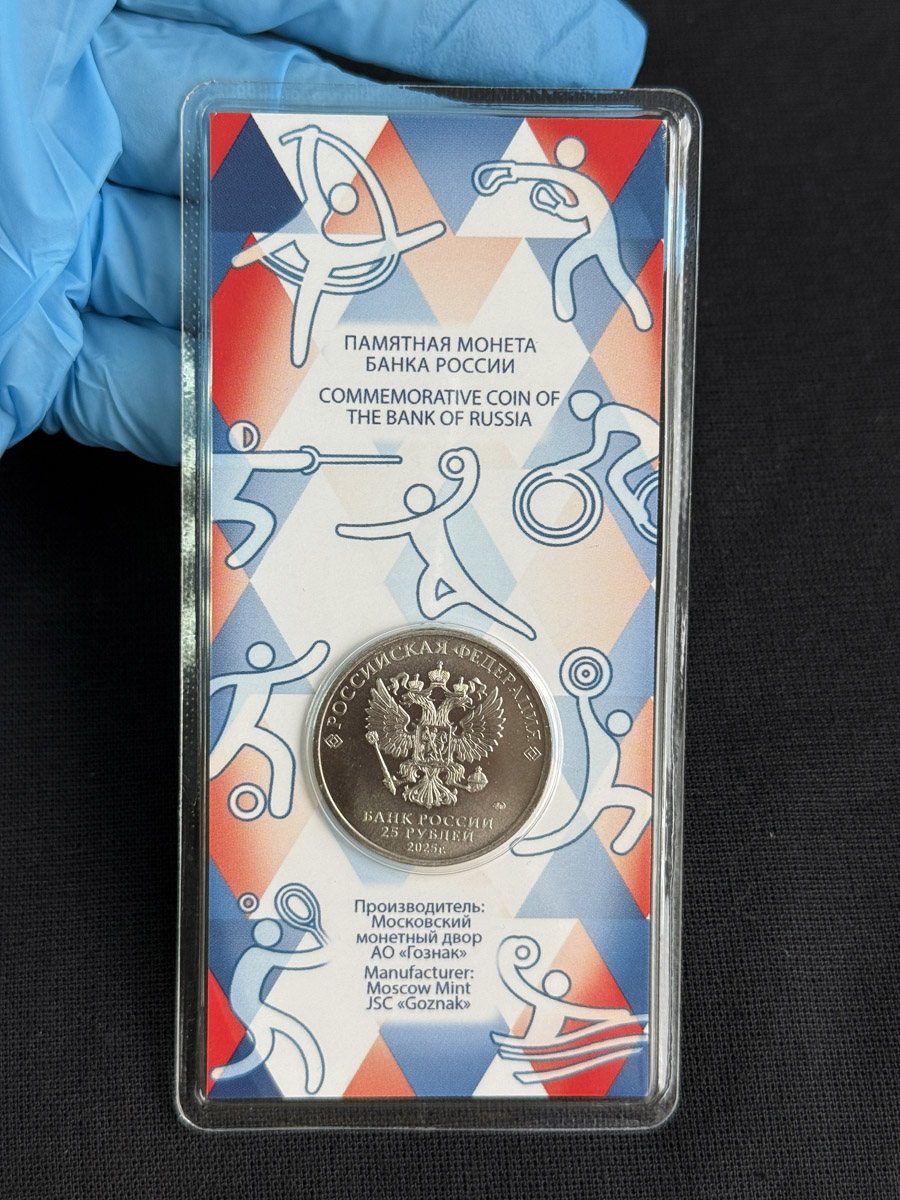 ПАМЯТНАЯ МОНЕТА
БАНКА РОССИИ
COMMEMORATIVE COIN OF
THE BANK OF RUSSIA
РОССИЙСКАЯ ФЕДЕРАЦИЯ
БАНК РОССИИ
25 РУБЛЕЙ
2025г.
Производитель:
Московский
монетный двор
АО «Гознак»
Manufacturer:
Moscow Mint
JSC «Goznak»